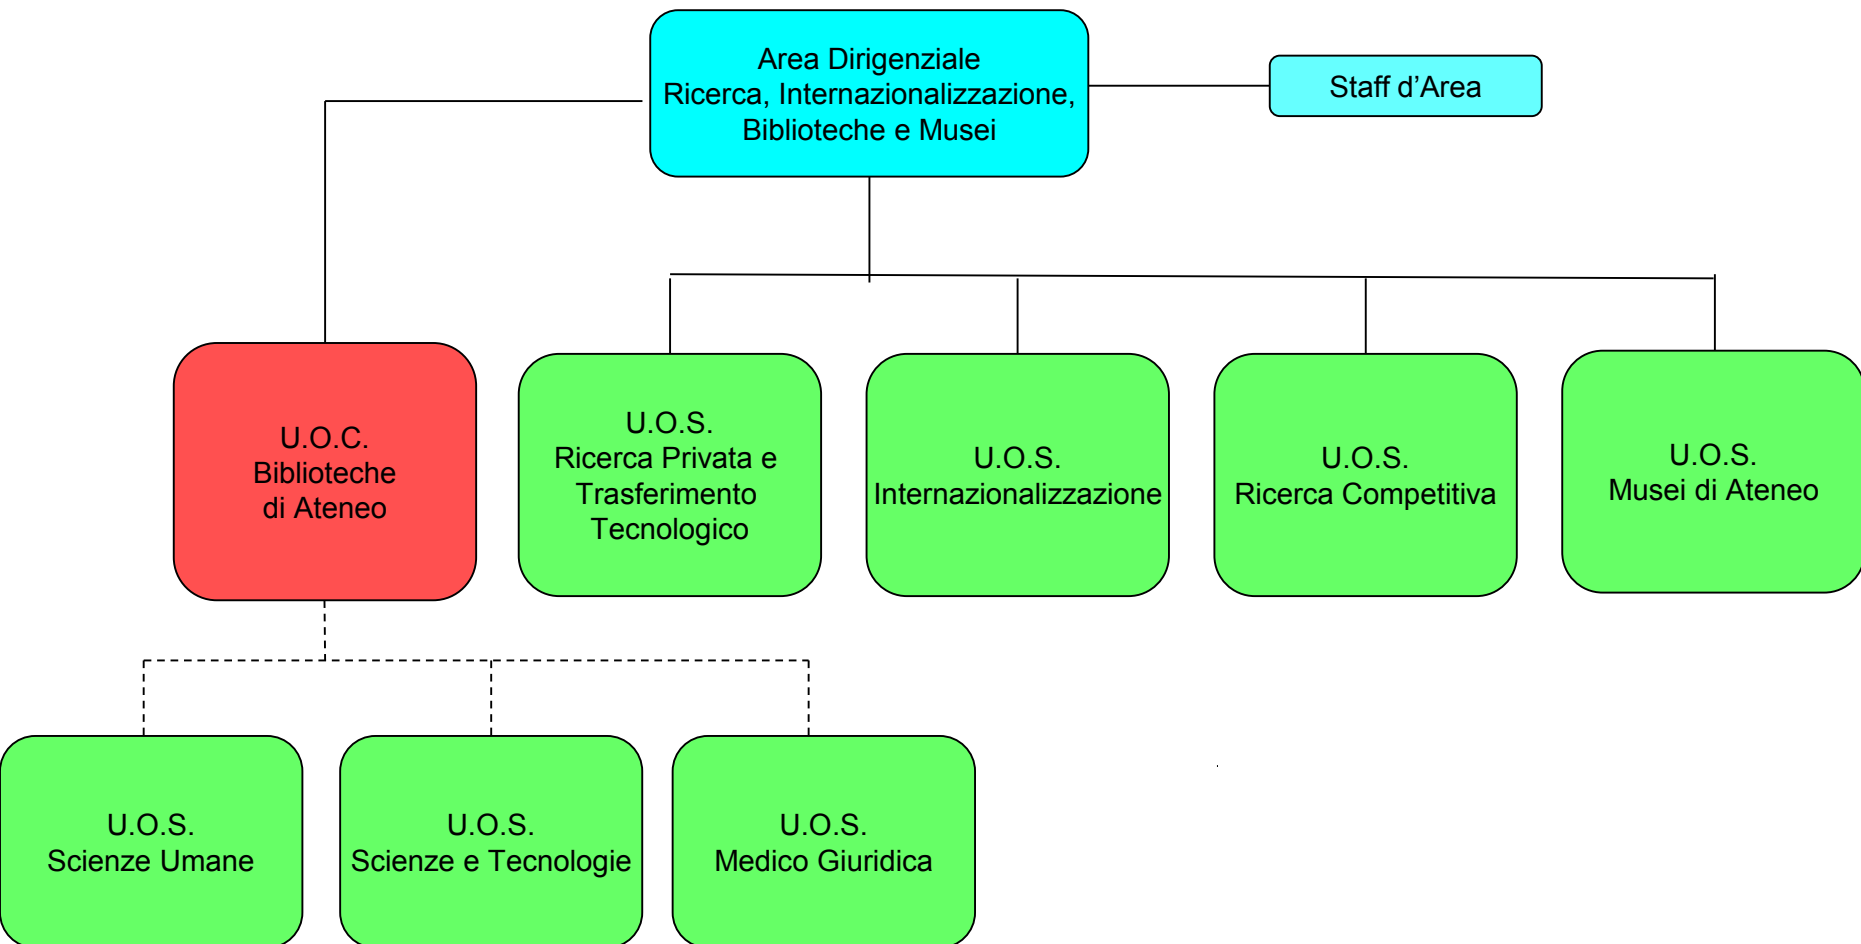 Area Dirigenziale
Ricerca, Internazionalizzazione,
Biblioteche e Musei
Staff d’Area
U.O.C.
Biblioteche
di Ateneo
U.O.S.
Ricerca Privata e
Trasferimento
Tecnologico
U.O.S.
Internazionalizzazione
U.O.S.
Ricerca Competitiva
U.O.S.
Musei di Ateneo
U.O.S.
Scienze Umane
U.O.S.
Scienze e Tecnologie
U.O.S.
Medico Giuridica